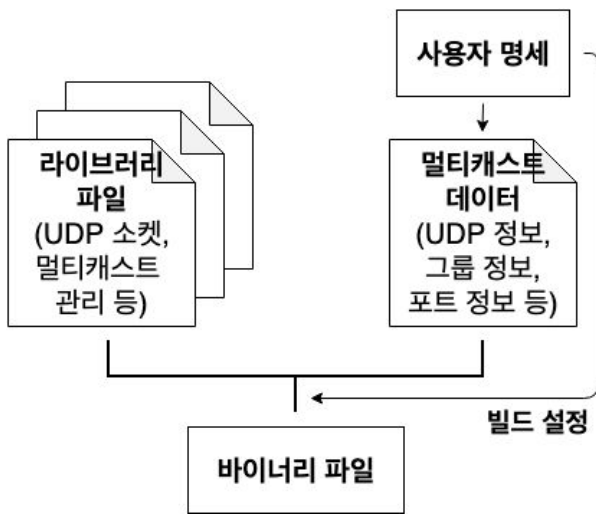 사용자 명세
라이브러리
파일
(UDP 소켓,
멀티캐스트
관리 등)
멀티캐스트
데이터
(UDP 정보,
그룹 정보,
포트 정보 등)
빌드 설정
바이너리 파일